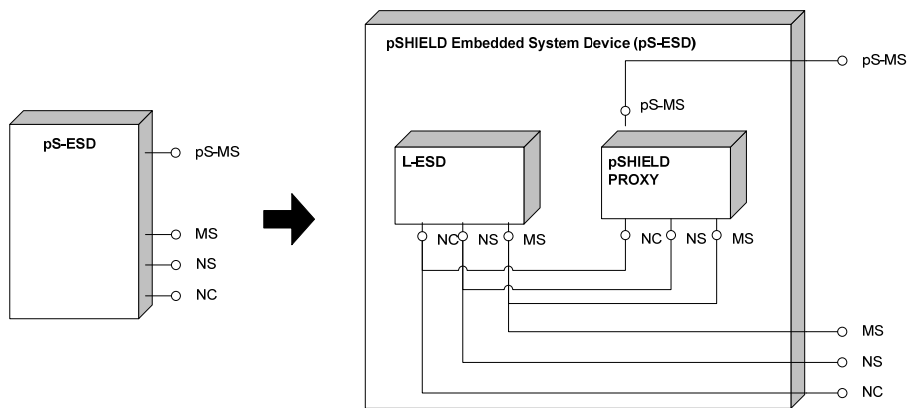 pS-ESD
pS-MS
MS
NS
NC
pSHIELD Embedded System Device (pS-ESD)
pS-MS
pS-MS
L-ESD
pSHIELD
PROXY
NC NS MS
NC NS MS
MS
NS
NC